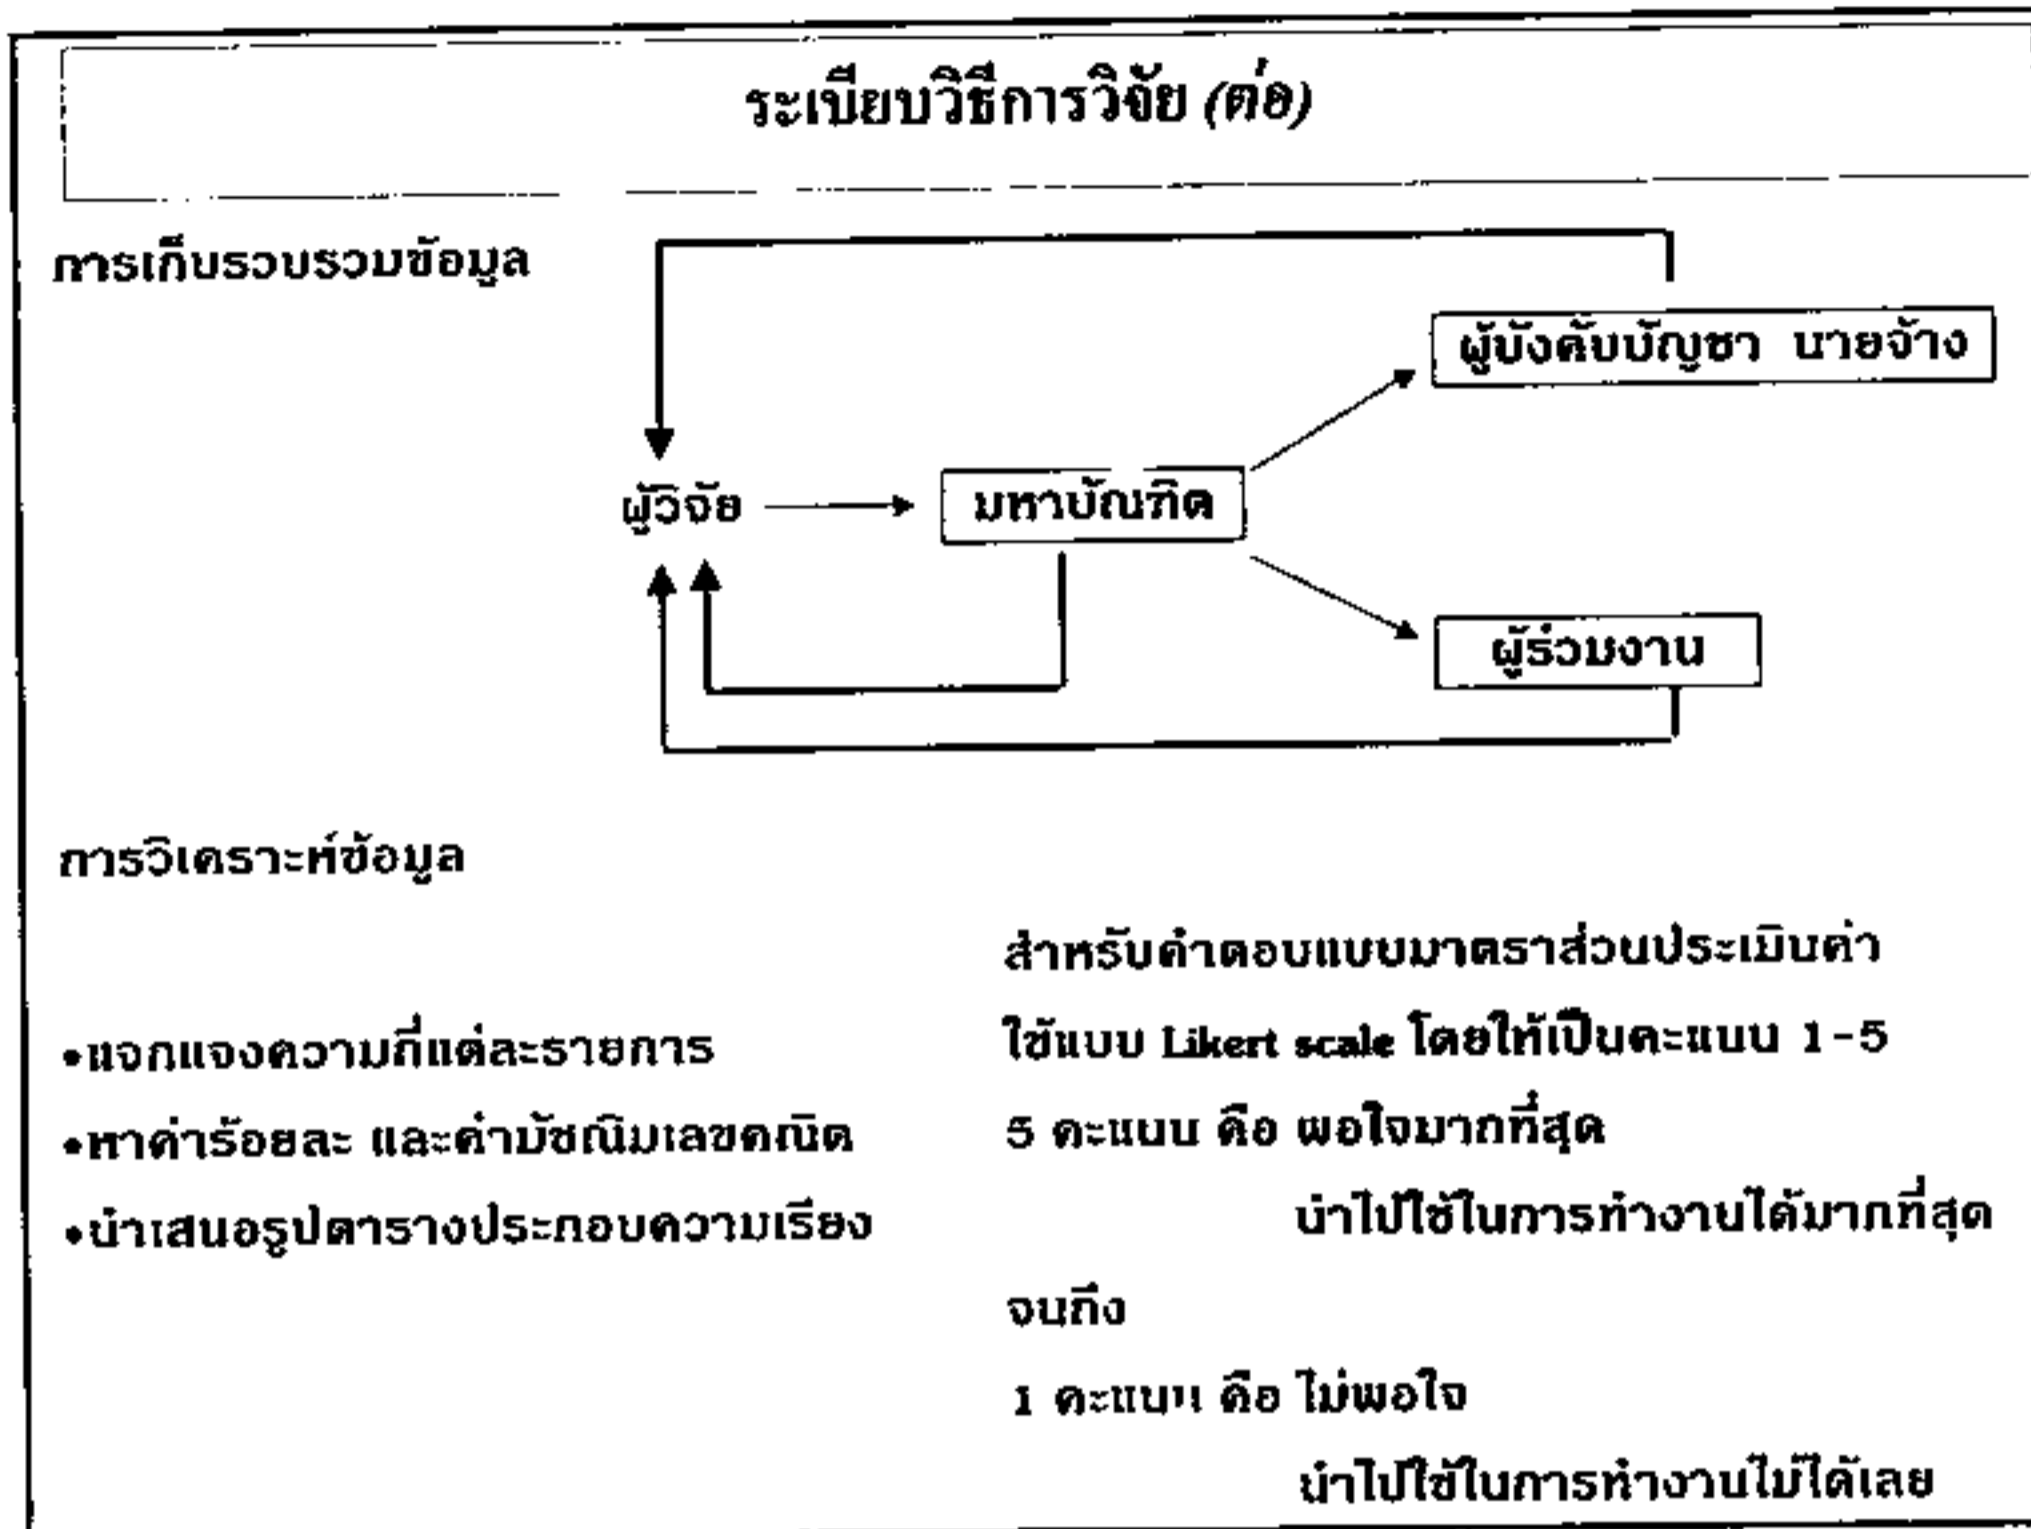 ระเบียบวิธีการวิจัย (ต่อ)
การเก็บรวบรวมข้อมูล
ผู้บังคับบัญชา นายจ้าง
ผู้วิจัย
มหาบัณฑิต
ผู้ร่วมงาน
การวิเคราะห์ข้อมูล
•แจกแจงความถี่แต่ละรายการ
•หาค่าร้อยละ และค่ามัชณิมเลขคณิต
•นำเสนอรูปตารางประกอบความเรียง
สำหรับคำตอบแบบมาตราส่วนประเมินค่า
ใช้แบบ Likert scale โดยให้เป็นคะแนน 1-5
5 คะแนน คือ พอใจมากที่สุด
นำไปใช้ในการทำงานได้มากที่สุด
จนถึง
1 คะแนน คือ ไม่พอใจ
นำไปใช้ในการทำงานไม่ได้เลย